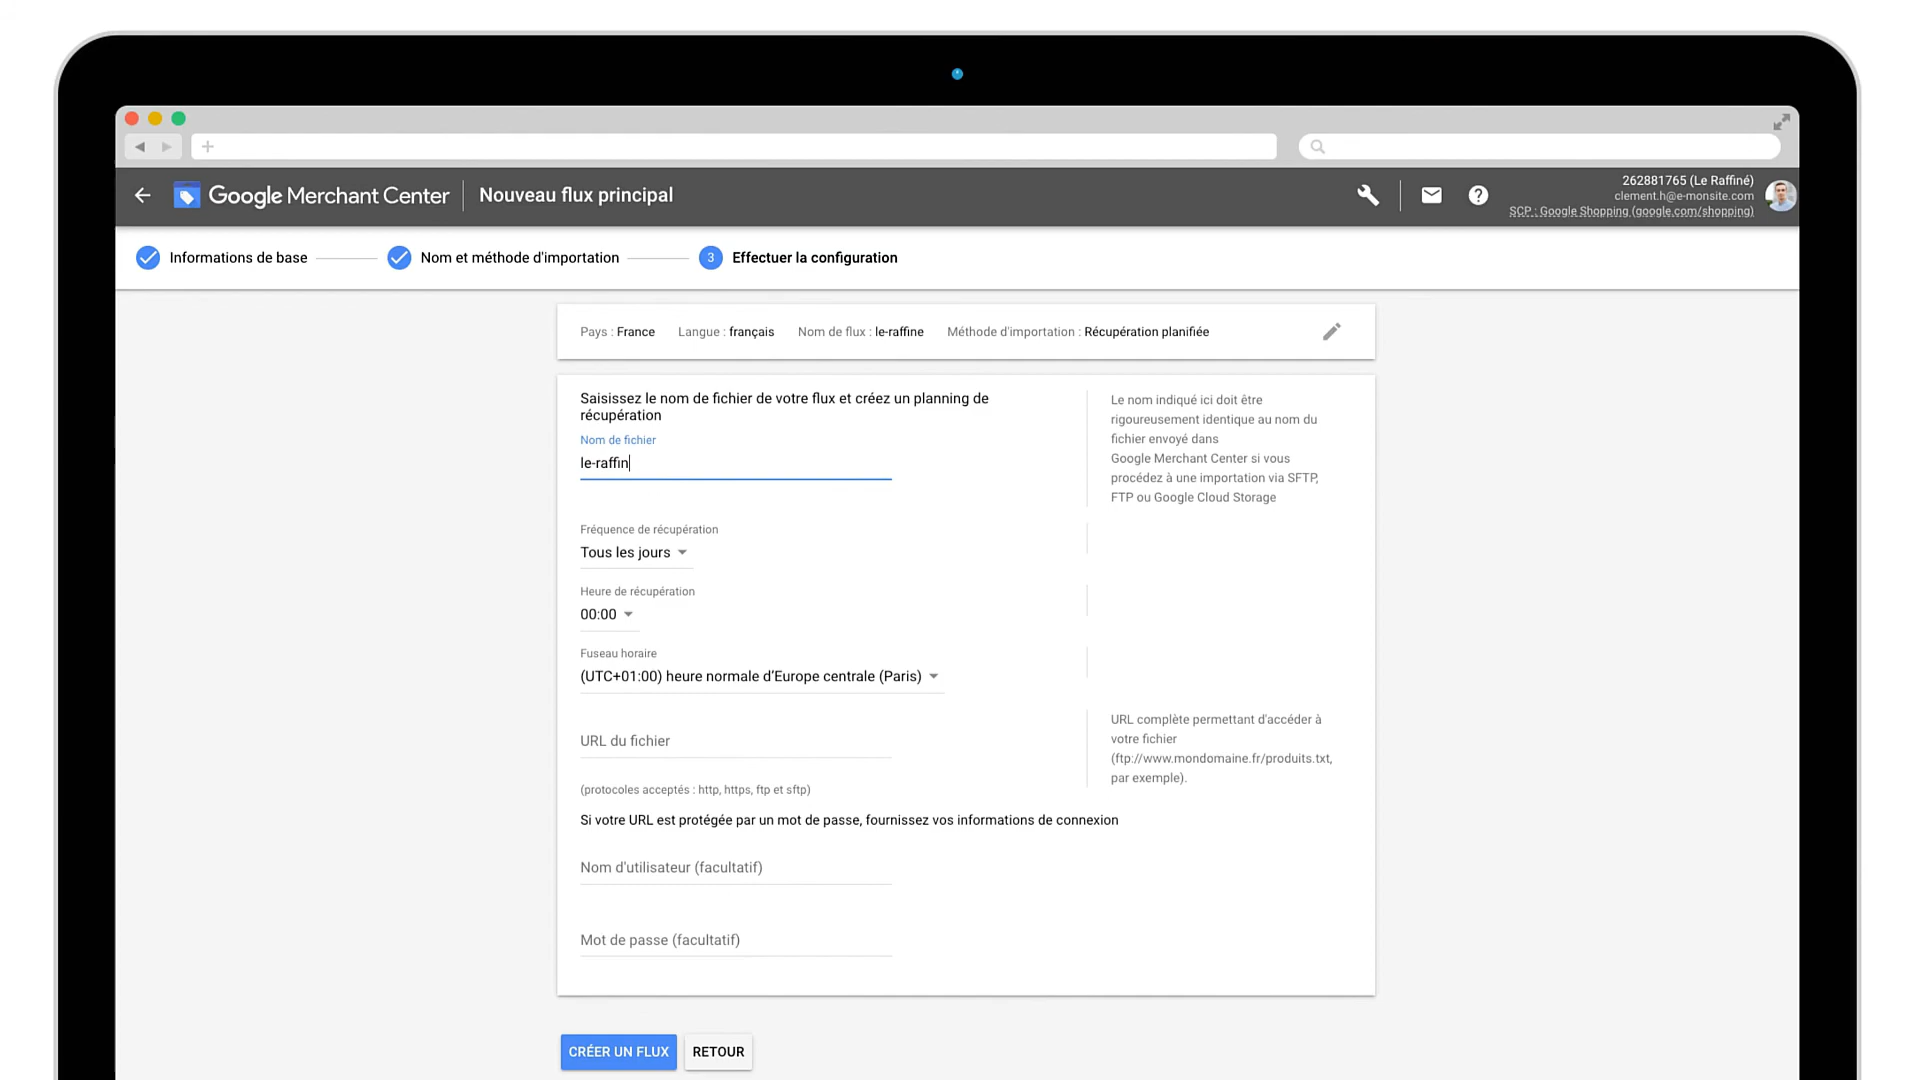 Google Merchant Center
Nouveau flux principal
262881765 (Le Raffiné)
clement.h@e-monsite.com
SCP : Google Shopping (google.com/shopping)
Informations de base
Nom et méthode d'importation
3
Effectuer la configuration
Pays : France
Langue : français
Nom de flux : le-raffine
Méthode d'importation : Récupération planifiée
Saisissez le nom de fichier de votre flux et créez un planning de
récupération
Nom de fichier
le-raffin
Le nom indiqué ici doit être
rigoureusement identique au nom du
fichier envoyé dans
Google Merchant Center si vous
procédez à une importation via SFTP,
FTP ou Google Cloud Storage
Fréquence de récupération
Tous les jours
Heure de récupération
00:00
Fuseau horaire
(UTC+01:00) heure normale d’Europe centrale (Paris)
URL du fichier
URL complète permettant d'accéder à
votre fichier
(ftp://www.mondomaine.fr/produits.txt,
par exemple).
(protocoles acceptés : http, https, ftp et sftp)
Si votre URL est protégée par un mot de passe, fournissez vos informations de connexion
Nom d'utilisateur (facultatif)
Mot de passe (facultatif)
CRÉER UN FLUX
RETOUR